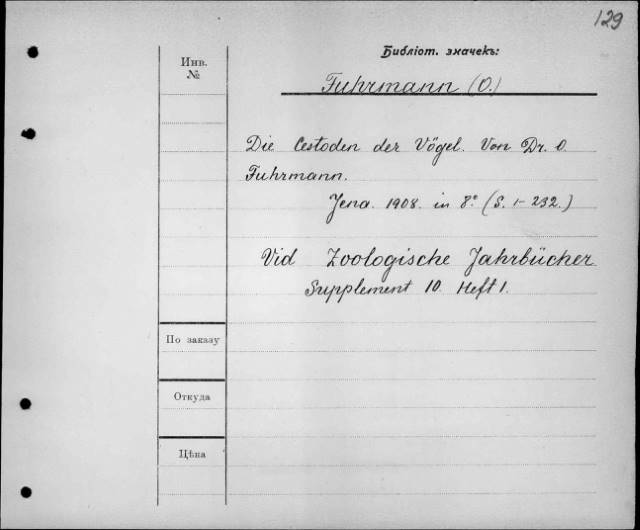 129
Библіот. значекъ:
Инв.
№
Fuhrmann (O.)
Die Cestoden der Vögel. Von Dr. O.
Fuhrmann.
Jena. 1908. in 8.° (S. 1-232.)
Vid Zoologische Jahrbücher
Supplement 10. Heft 1.
По заказу
Откуда
Цѣна